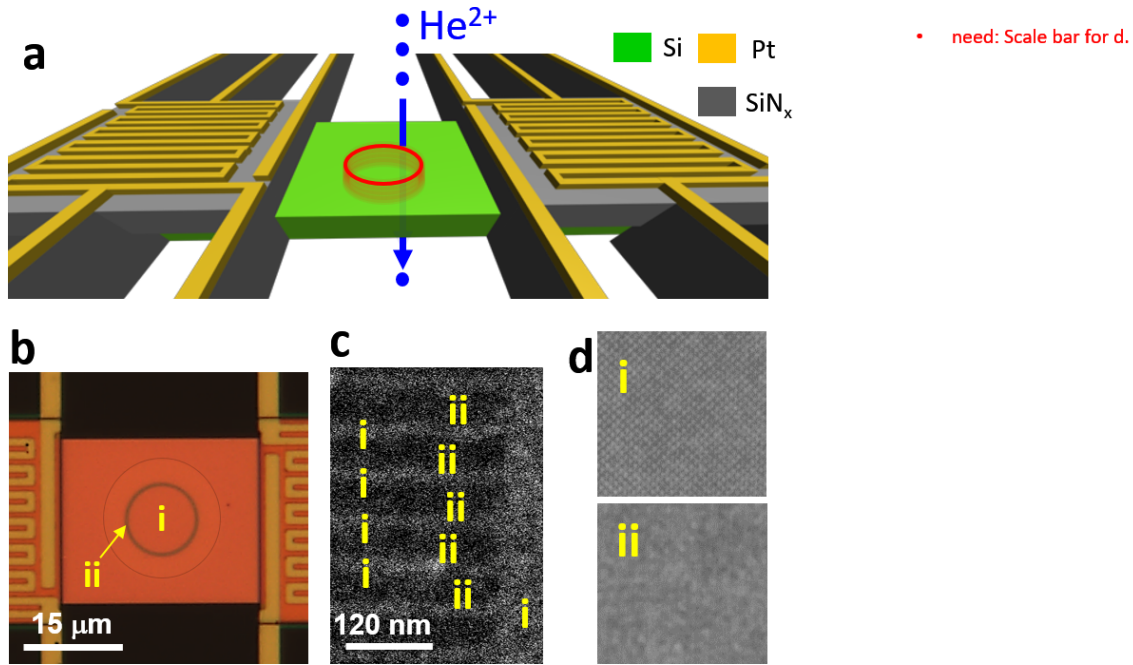 a
He2+
Si
Pt
SiNx
• need: Scale bar for d.
b
i
ii
15 μm
c
ii
i
ii
i
ii
i
ii
i
ii
i
120 nm
d
i
ii